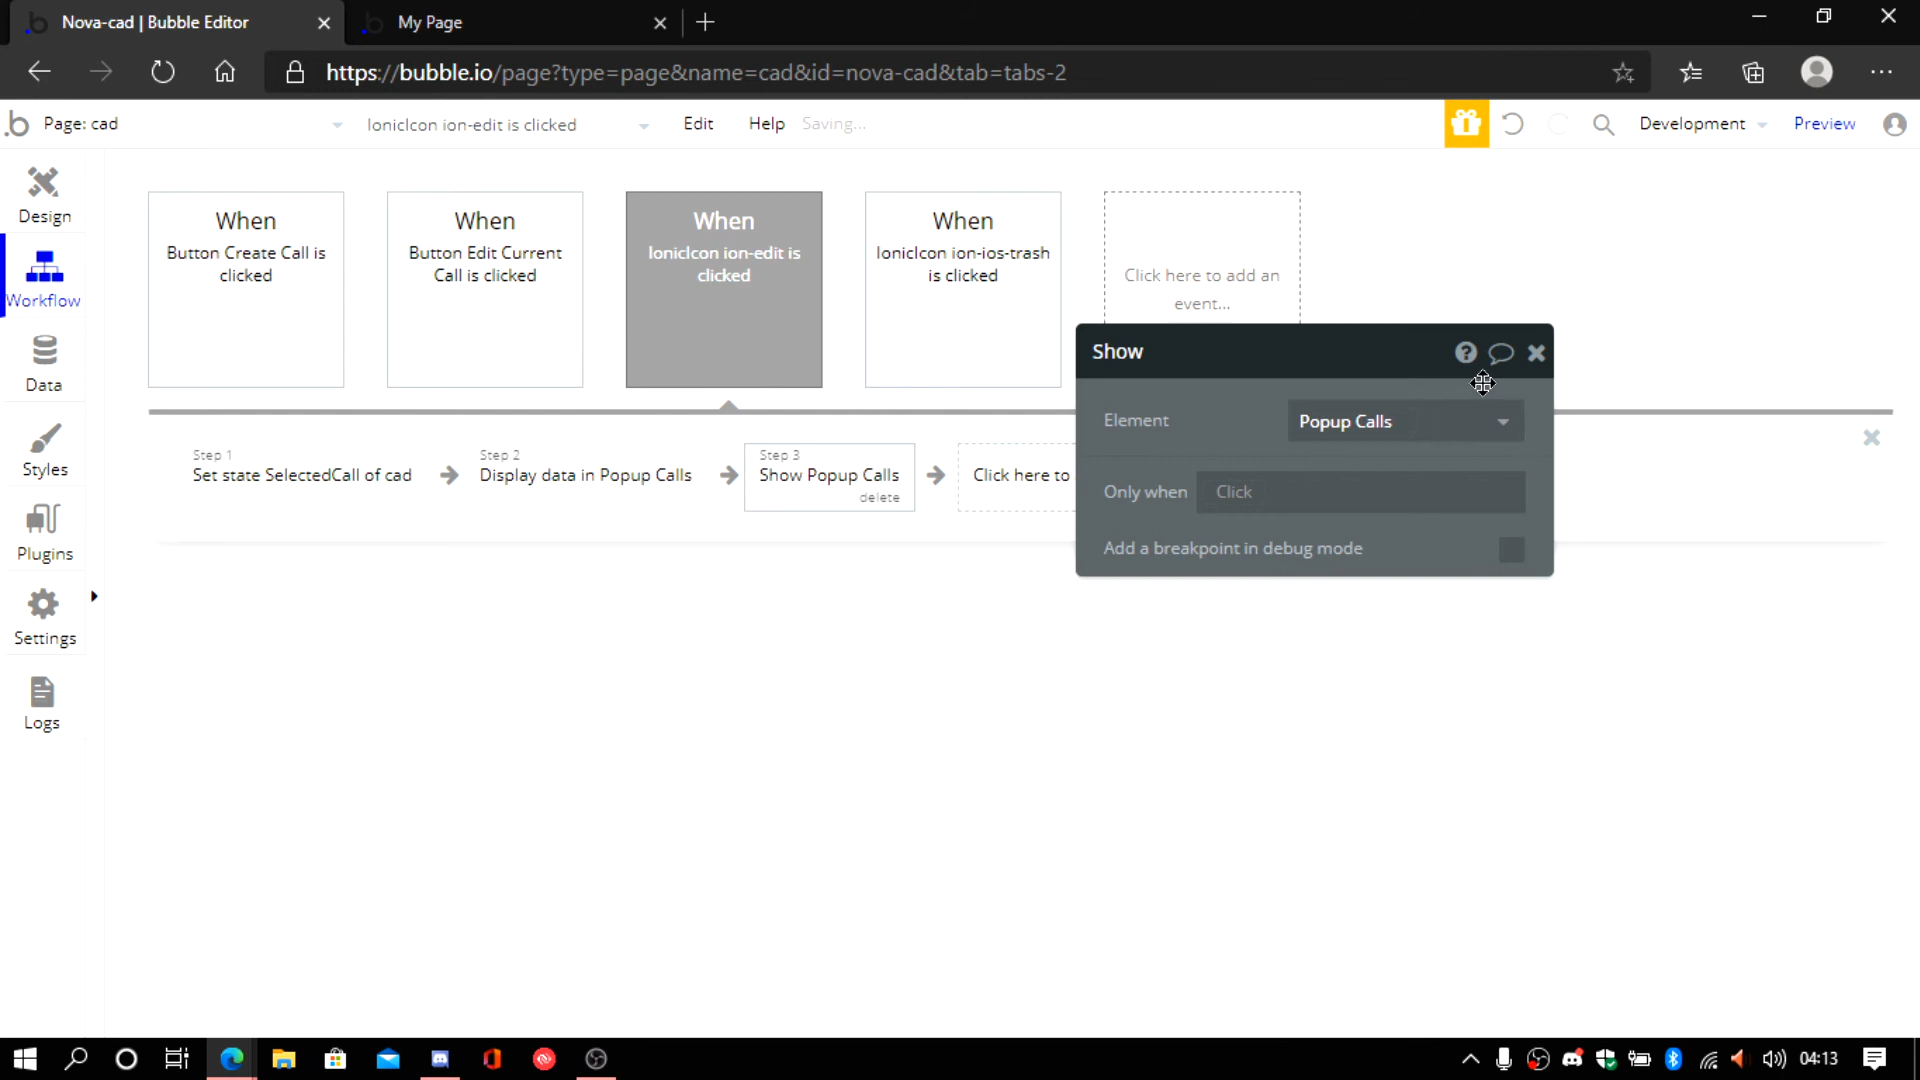 Nova-cad | Bubble Editor
My Page
https://bubble.io/page?type=page&name=cad&id=nova-cad&tab=tabs-2
Page: cad
IonicIcon ion-edit is clicked
Edit
Help
Saving...
Development
Preview
Design
Workflow
Data
Styles
Plugins
Settings
Logs
When
Button Create Call is
clicked
When
Button Edit Current
Call is clicked
When
IonicIcon ion-edit is
clicked
When
IonicIcon ion-ios-trash
is clicked
Click here to add an
event...
Step 1
Set state SelectedCall of cad
Step 2
Display data in Popup Calls
Step 3
Show Popup Calls
delete
Click here to
Show
Element
Popup Calls
Only when
Click
Add a breakpoint in debug mode
04:13